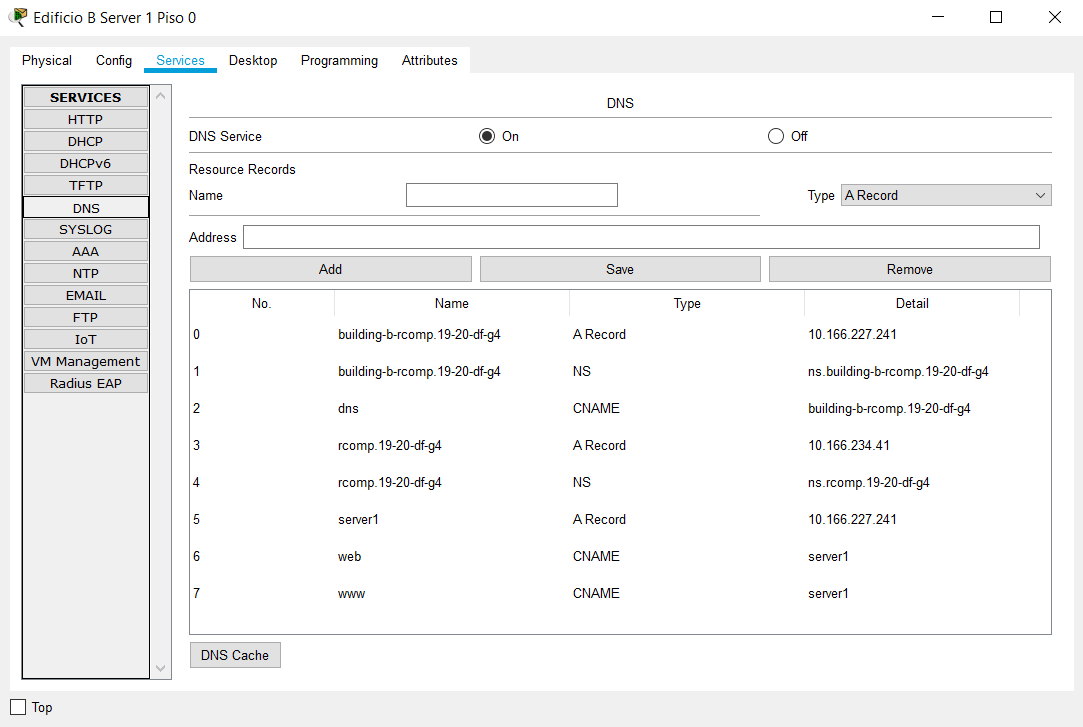 Edificio B Server 1 Piso 0
Physical Config Services Desktop Programming Attributes
SERVICES
HTTP
DHCP
DHCPv6
TFTP
DNS
SYSLOG
AAA
NTP
EMAIL
FTP
IoT
VM Management
Radius EAP
DNS
DNS Service On Off
Resource Records
Name Type A Record
Address
Add Save Remove
No. Name Type Detail
0 building-b-rcomp.19-20-df-g4 A Record 10.166.227.241
1 building-b-rcomp.19-20-df-g4 NS ns.building-b-rcomp.19-20-df-g4
2 dns CNAME building-b-rcomp.19-20-df-g4
3 rcomp.19-20-df-g4 A Record 10.166.234.41
4 rcomp.19-20-df-g4 NS ns.rcomp.19-20-df-g4
5 server1 A Record 10.166.227.241
6 web CNAME server1
7 www CNAME server1
DNS Cache
Top